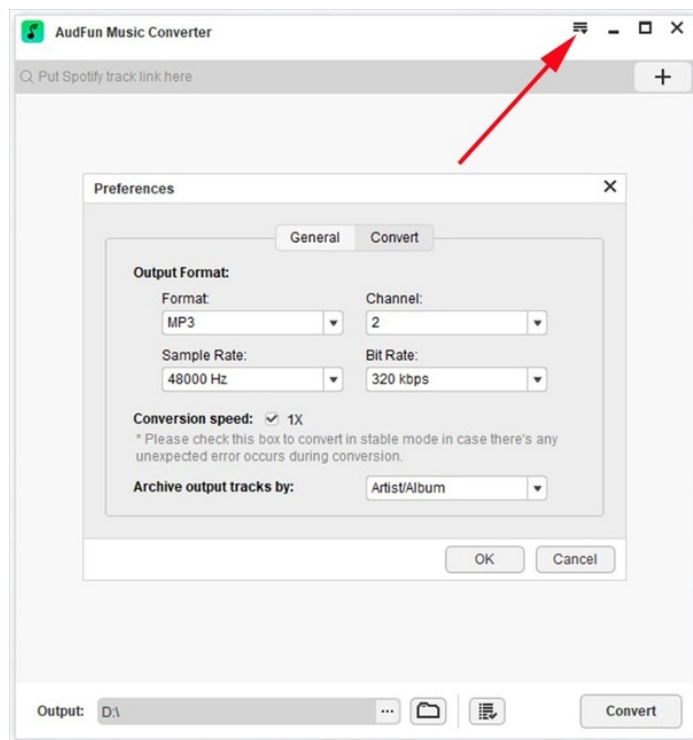 AudFun Music Converter
Put Spotify track link here
Preferences
General Convert
Output Format:
Format: Channel:
MP3 2
Sample Rate: Bit Rate:
48000 Hz 320 kbps
Conversion speed: 1X
* Please check this box to convert in stable mode in case there's any
unexpected error occurs during conversion.
Archive output tracks by: Artist/Album
OK Cancel
Output: D:\ ... Convert